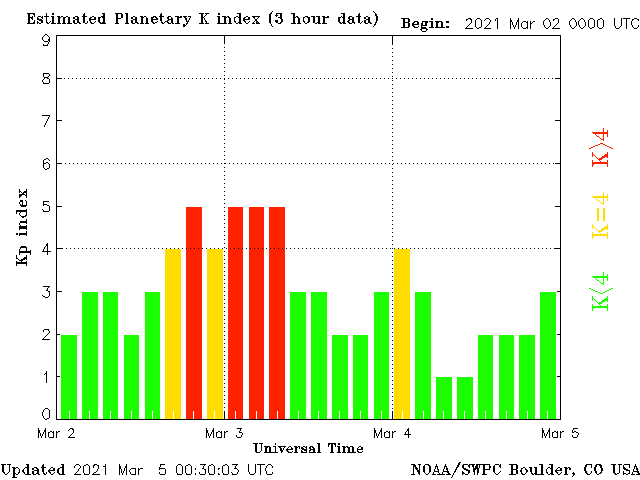 Estimated Planetary K index (3 hour data) Begin: 2021 Mar 02 0000 UTC
9
8
7
6
5
4
3
2
1
0
Kp index
K>4
K=4
K<4
Mar 2 Mar 3 Mar 4 Mar 5
Universal Time
Updated 2021 Mar 5 00:30:03 UTC NOAA/SWPC Boulder, CO USA